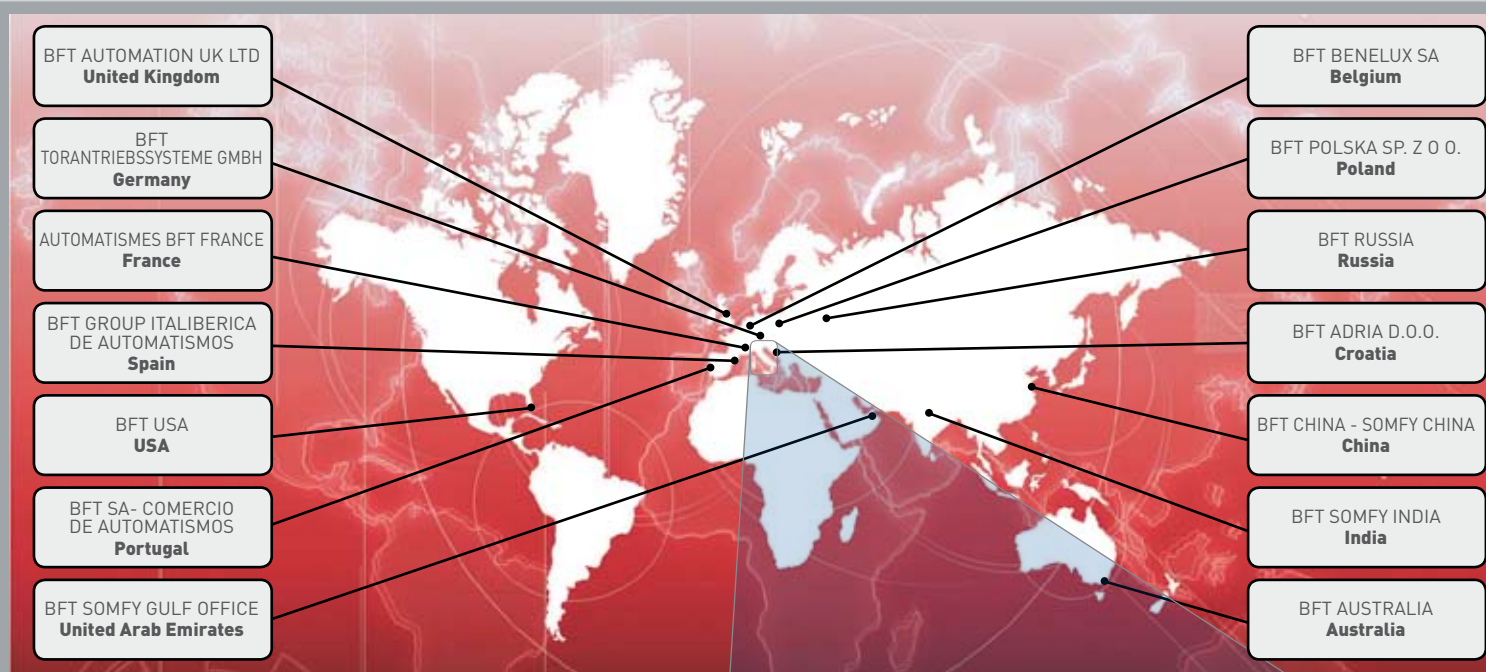 BFT AUTOMATION UK LTD
United Kingdom
BFT
TORANTRIEBSSYSTEME GMBH
Germany
AUTOMATISMES BFT FRANCE
France
BFT GROUP ITALIBERICA
DE AUTOMATISMOS
Spain
BFT USA
USA
BFT SA- COMERCIO
DE AUTOMATISMOS
Portugal
BFT SOMFY GULF OFFICE
United Arab Emirates
BFT BENELUX SA
Belgium
BFT POLSKA SP. Z O O.
Poland
BFT RUSSIA
Russia
BFT ADRIA D.O.O.
Croatia
BFT CHINA - SOMFY CHINA
China
BFT SOMFY INDIA
India
BFT AUSTRALIA
Australia